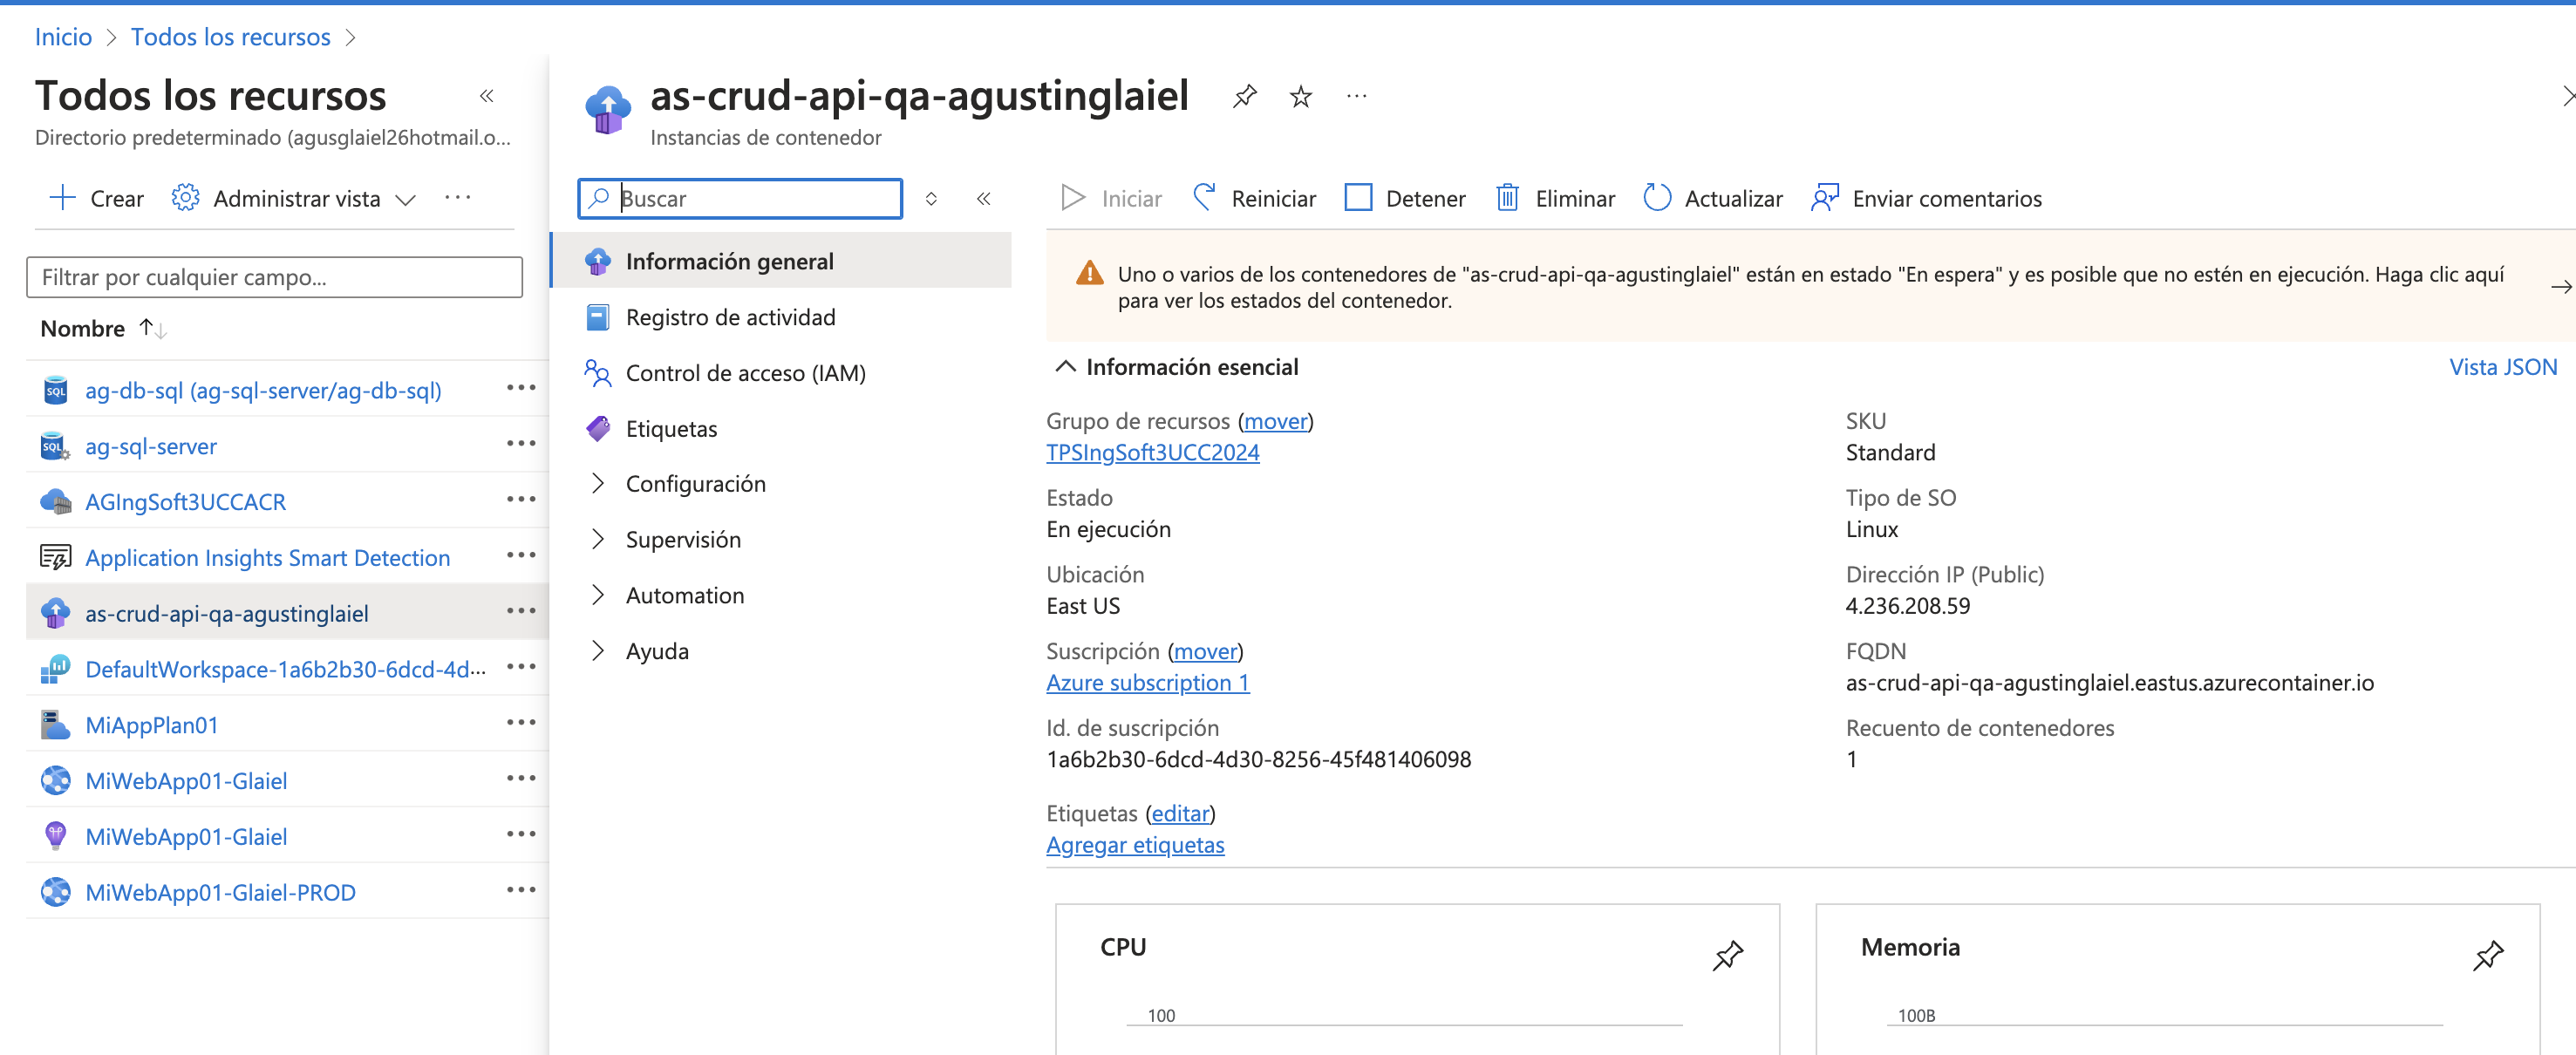 Inicio > Todos los recursos >
Todos los recursos
Directorio predeterminado (agusglaiel26hotmail.o...
Crear Administrar vista ...
Filtrar por cualquier campo...
Nombre
ag-db-sql (ag-sql-server/ag-db-sql)
ag-sql-server
AGIngSoft3UCCACR
Application Insights Smart Detection
as-crud-api-qa-agustinglaiel
DefaultWorkspace-1a6b2b30-6dcd-4d...
MiAppPlan01
MiWebApp01-Glaiel
MiWebApp01-Glaiel
MiWebApp01-Glaiel-PROD
as-crud-api-qa-agustinglaiel
Instancias de contenedor
Buscar
Información general
Registro de actividad
Control de acceso (IAM)
Etiquetas
Configuración
Supervisión
Automation
Ayuda
Iniciar Reiniciar Detener Eliminar Actualizar Enviar comentarios
Uno o varios de los contenedores de "as-crud-api-qa-agustinglaiel" están en estado "En espera" y es posible que no estén en ejecución. Haga clic aquí
para ver los estados del contenedor.
Información esencial
Vista JSON
Grupo de recursos (mover)
TPSIngSoft3UCC2024
Estado
En ejecución
Ubicación
East US
Suscripción (mover)
Azure subscription 1
Id. de suscripción
1a6b2b30-6dcd-4d30-8256-45f481406098
SKU
Standard
Tipo de SO
Linux
Dirección IP (Public)
4.236.208.59
FQDN
as-crud-api-qa-agustinglaiel.eastus.azurecontainer.io
Recuento de contenedores
1
Etiquetas (editar)
Agregar etiquetas
CPU
100
Memoria
100B